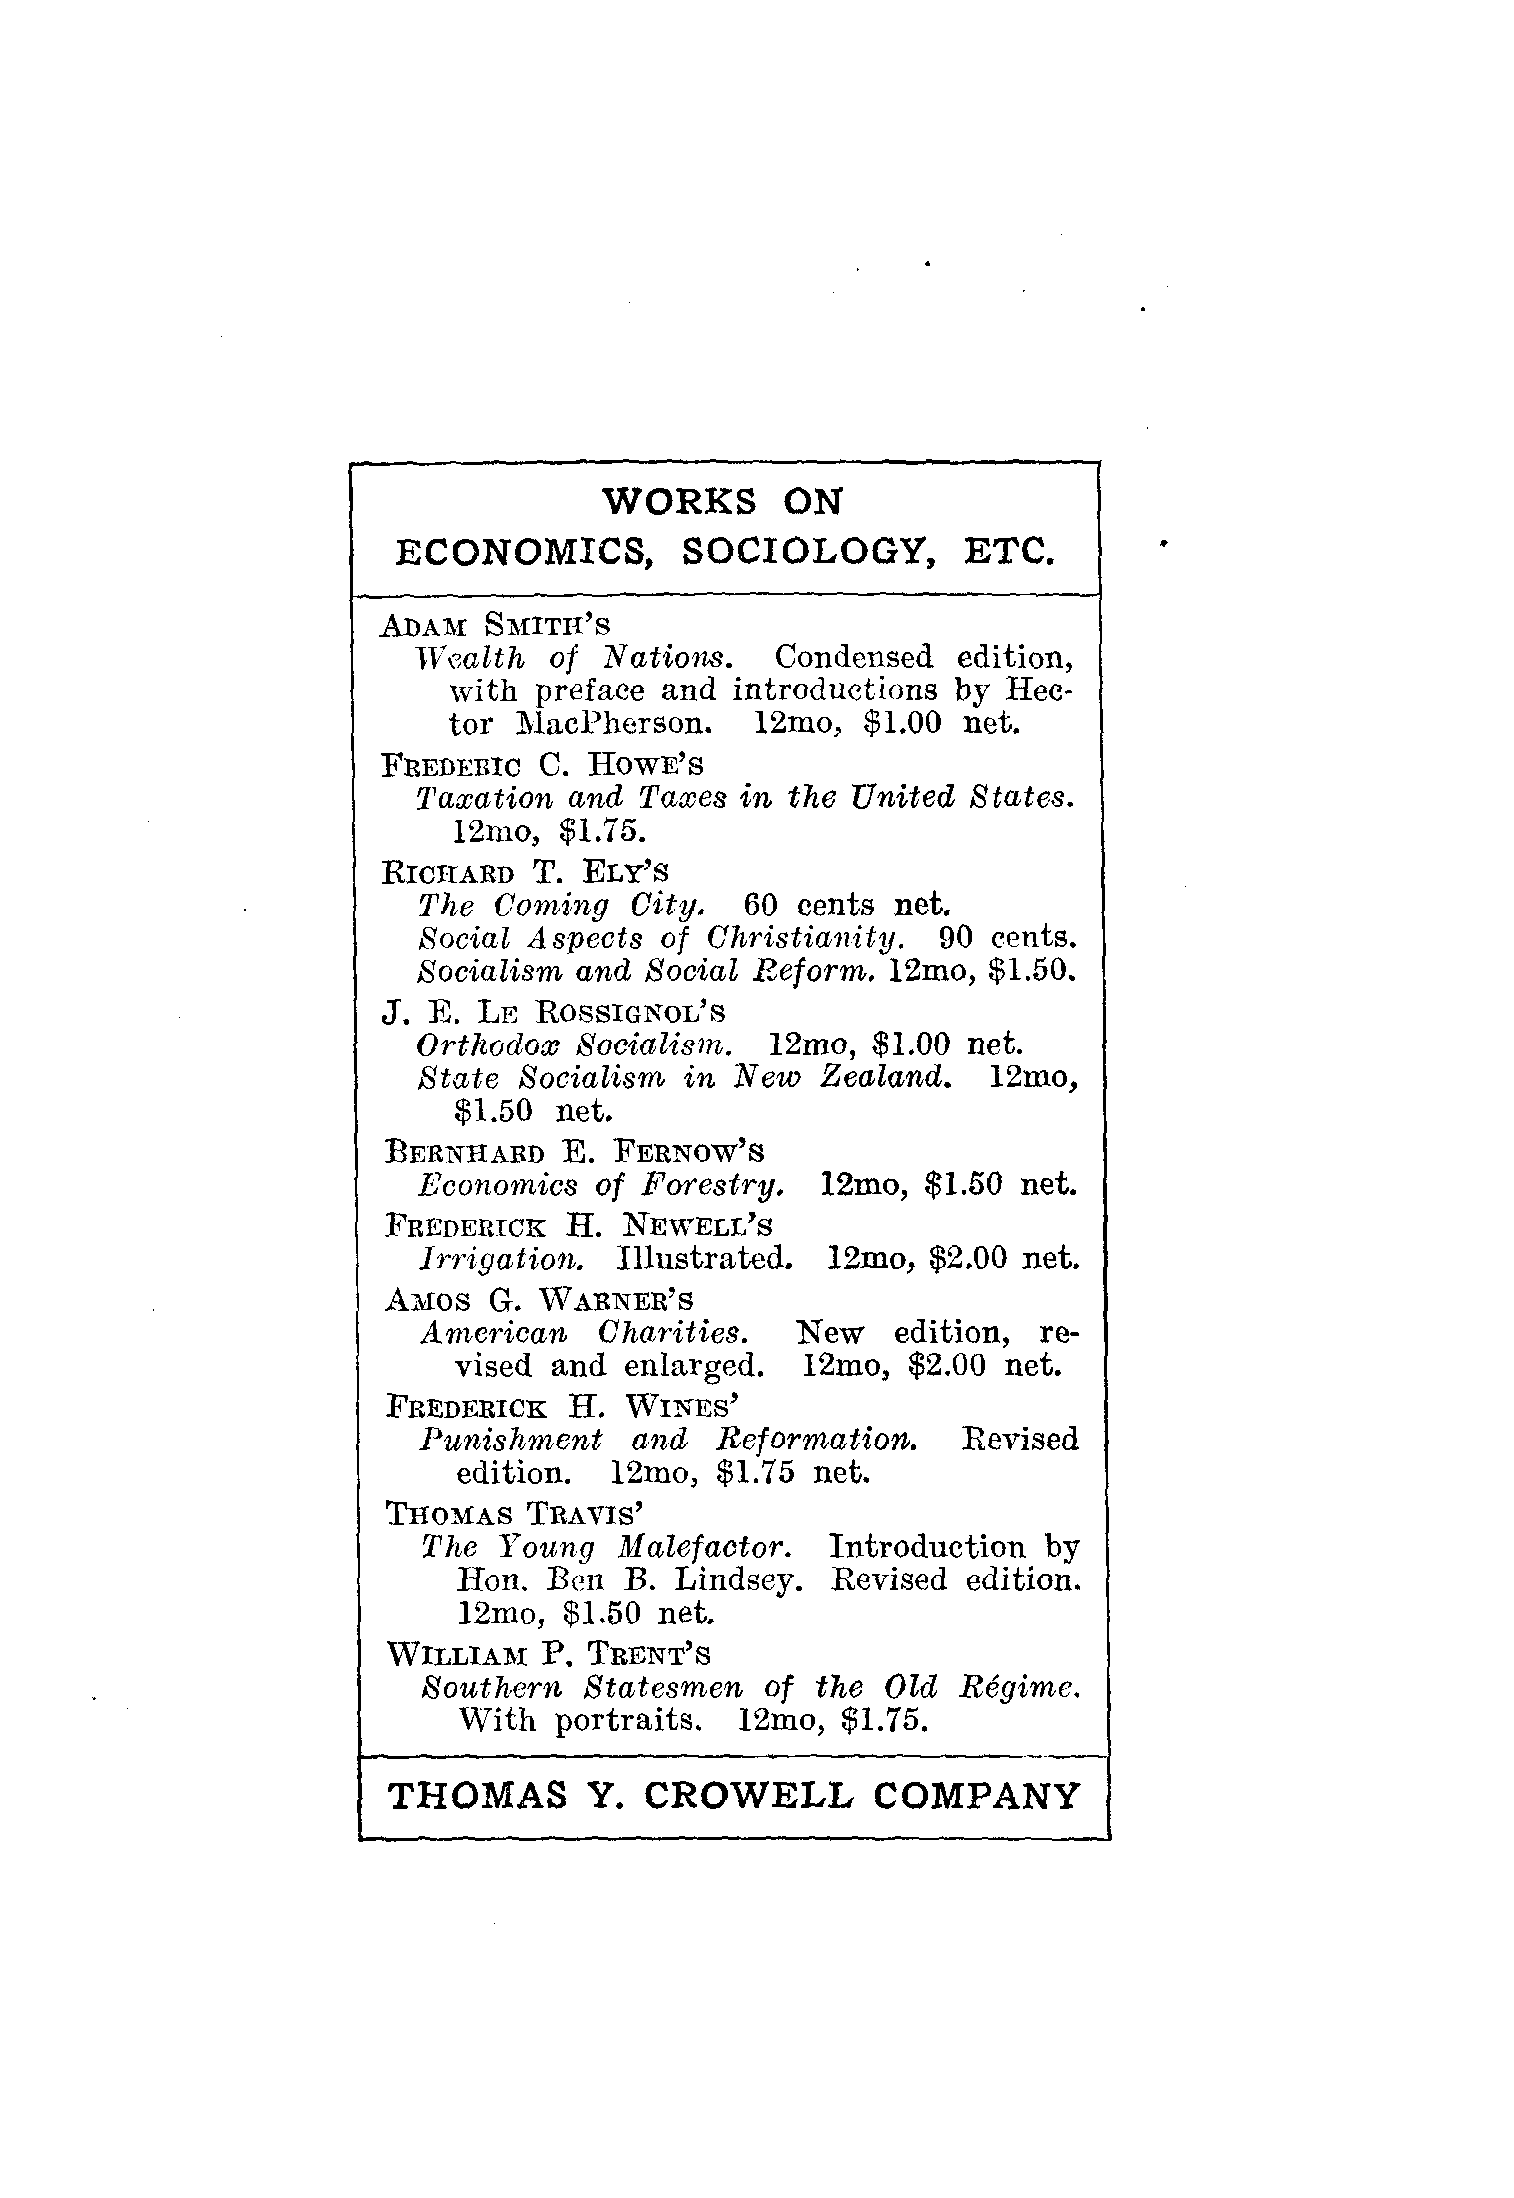 WORKS ON
ECONOMICS, SOCIOLOGY, ETC.
ADAM SMITH'S
Wealth of Nations. Condensed edition,
with preface and introductions by Hec-
tor MacPherson. 12mo, $1.00 net.
FREDERIC C. HOWE'S
Taxation and Taxes in the United States.
12mo, $1.75.
RICHARD T. ELY'S
The Coming City. 60 cents net.
Social Aspects of Christianity. 90 cents.
Socialism and Social Reform. 12mo, $1.50.
J. E. LE ROSSIGNOL'S
Orthodox Socialism. 12mo, $1.00 net.
State Socialism in New Zealand. 12mo,
$1.50 net.
BERNHARD E. FERNOW'S
Economics of Forestry. 12mo, $1.50 net.
FREDERICK H. NEWELL'S
Irrigation. Illustrated. 12mo, $2.00 net.
AMOS G. WARNER'S
American Charities. New edition, re-
vised and enlarged. 12mo, $2.00 net.
FREDERICK H. WINES'
Punishment and Reformation. Revised
edition. 12mo, $1.75 net.
THOMAS TRAVIS'
The Young Malefactor. Introduction by
Hon. Ben B. Lindsey. Revised edition.
12mo, $1.50 net.
WILLIAM P. TRENT'S
Southern Statesmen of the Old Régime.
With portraits. 12mo, $1.75.
THOMAS Y. CROWELL COMPANY